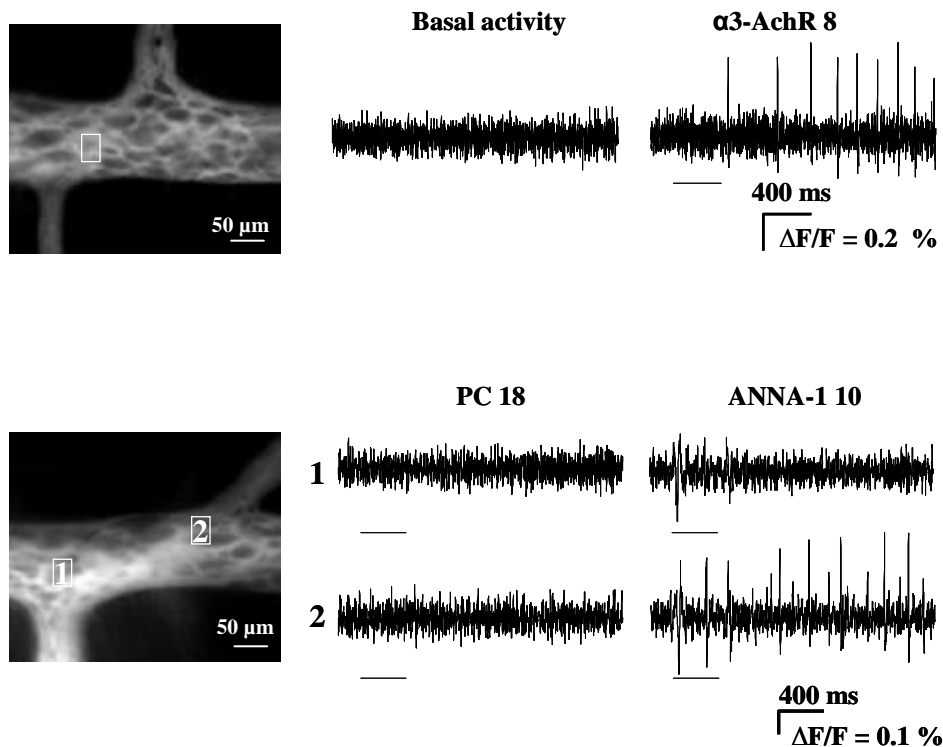 Basal activity
α3-AchR 8
50 µm
400 ms
ΔF/F = 0.2 %
PC 18
ANNA-1 10
1
2
1
2
50 µm
400 ms
ΔF/F = 0.1 %